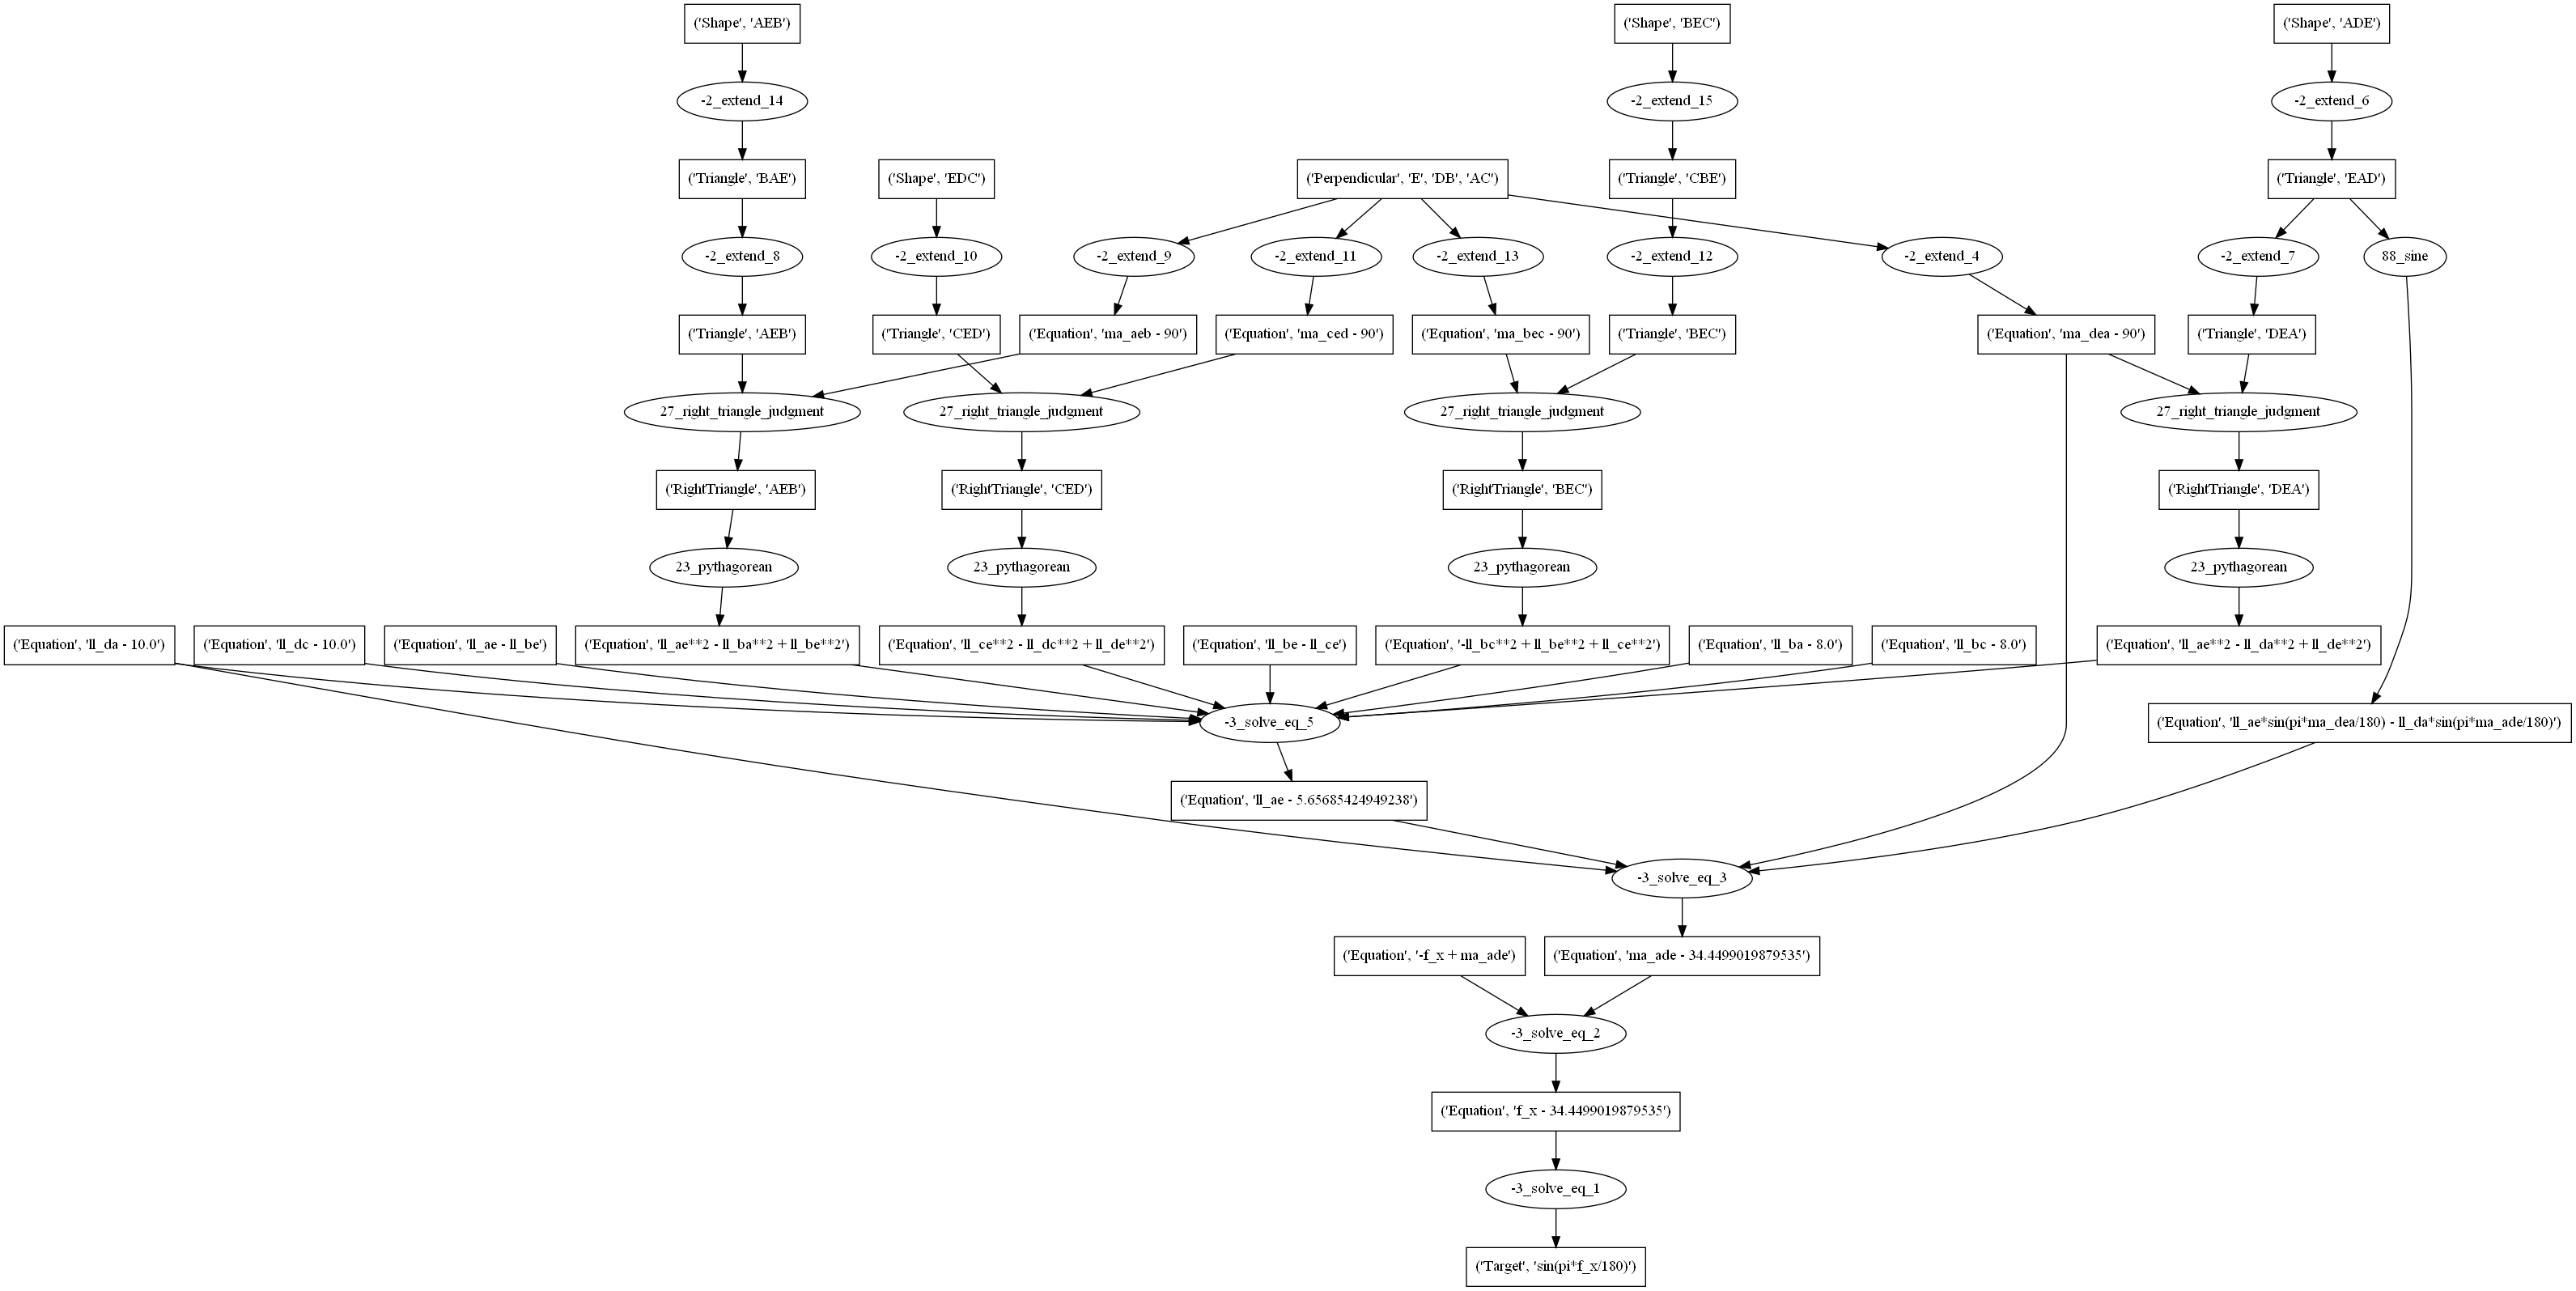 ('Shape', 'AEB')
('Shape', 'BEC')
('Shape', 'ADE')
-2_extend_14
-2_extend_15
-2_extend_6
('Triangle', 'BAE')
('Shape', 'EDC')
('Perpendicular', 'E', 'DB', 'AC')
('Triangle', 'CBE')
('Triangle', 'EAD')
-2_extend_8
-2_extend_10
-2_extend_9
-2_extend_11
-2_extend_13
-2_extend_12
-2_extend_4
-2_extend_7
88_sine
('Triangle', 'AEB')
('Triangle', 'CED')
('Equation', 'ma_aeb - 90')
('Equation', 'ma_ced - 90')
('Equation', 'ma_bec - 90')
('Triangle', 'BEC')
('Equation', 'ma_dea - 90')
('Triangle', 'DEA')
27_right_triangle_judgment
27_right_triangle_judgment
27_right_triangle_judgment
27_right_triangle_judgment
('RightTriangle', 'AEB')
('RightTriangle', 'CED')
('RightTriangle', 'BEC')
('RightTriangle', 'DEA')
23_pythagorean
23_pythagorean
23_pythagorean
23_pythagorean
('Equation', 'll_da - 10.0')
('Equation', 'll_dc - 10.0')
('Equation', 'll_ae - ll_be')
('Equation', 'll_ae**2 - ll_ba**2 + ll_be**2')
('Equation', 'll_ce**2 - ll_dc**2 + ll_de**2')
('Equation', 'll_be - ll_ce')
('Equation', '-ll_bc**2 + ll_be**2 + ll_ce**2')
('Equation', 'll_ba - 8.0')
('Equation', 'll_bc - 8.0')
('Equation', 'll_ae**2 - ll_da**2 + ll_de**2')
-3_solve_eq_5
('Equation', 'll_ae*sin(pi*ma_dea/180) - ll_da*sin(pi*ma_ade/180)')
('Equation', 'll_ae - 5.65685424949238')
-3_solve_eq_3
('Equation', '-f_x + ma_ade')
('Equation', 'ma_ade - 34.4499019879535')
-3_solve_eq_2
('Equation', 'f_x - 34.4499019879535')
-3_solve_eq_1
('Target', 'sin(pi*f_x/180)')